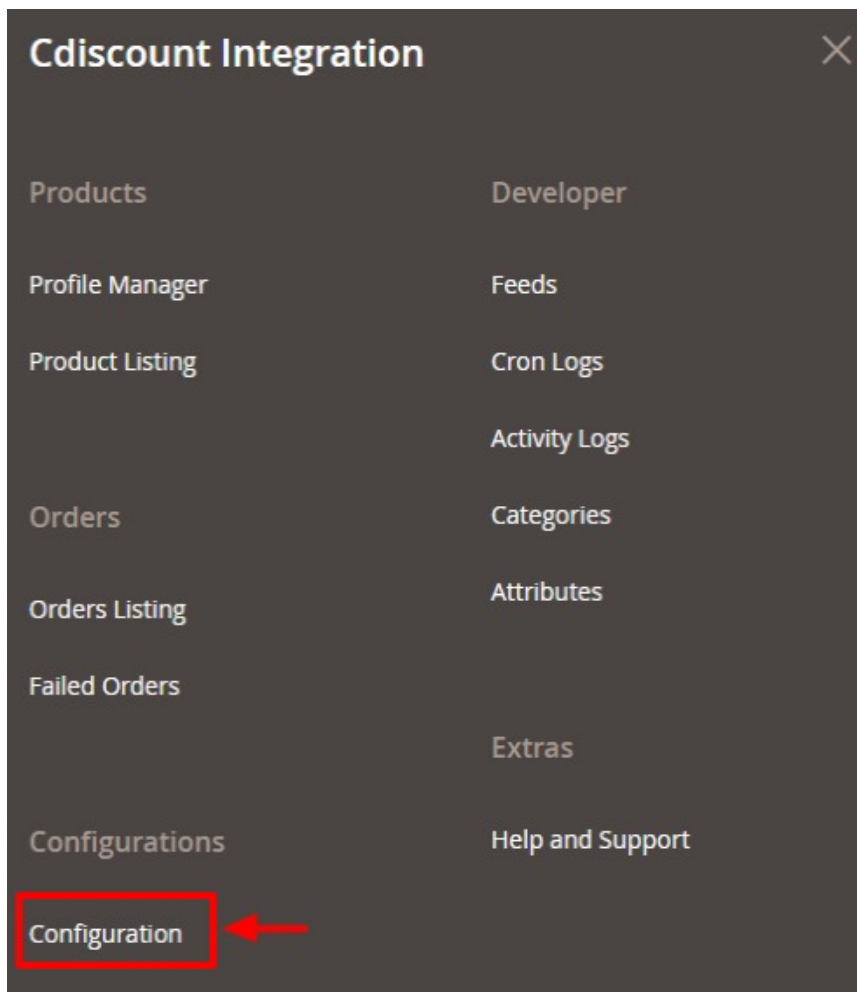 Cdiscount Integration
Products
Profile Manager
Product Listing
Orders
Orders Listing
Failed Orders
Configurations
Configuration
Developer
Feeds
Cron Logs
Activity Logs
Categories
Attributes
Extras
Help and Support